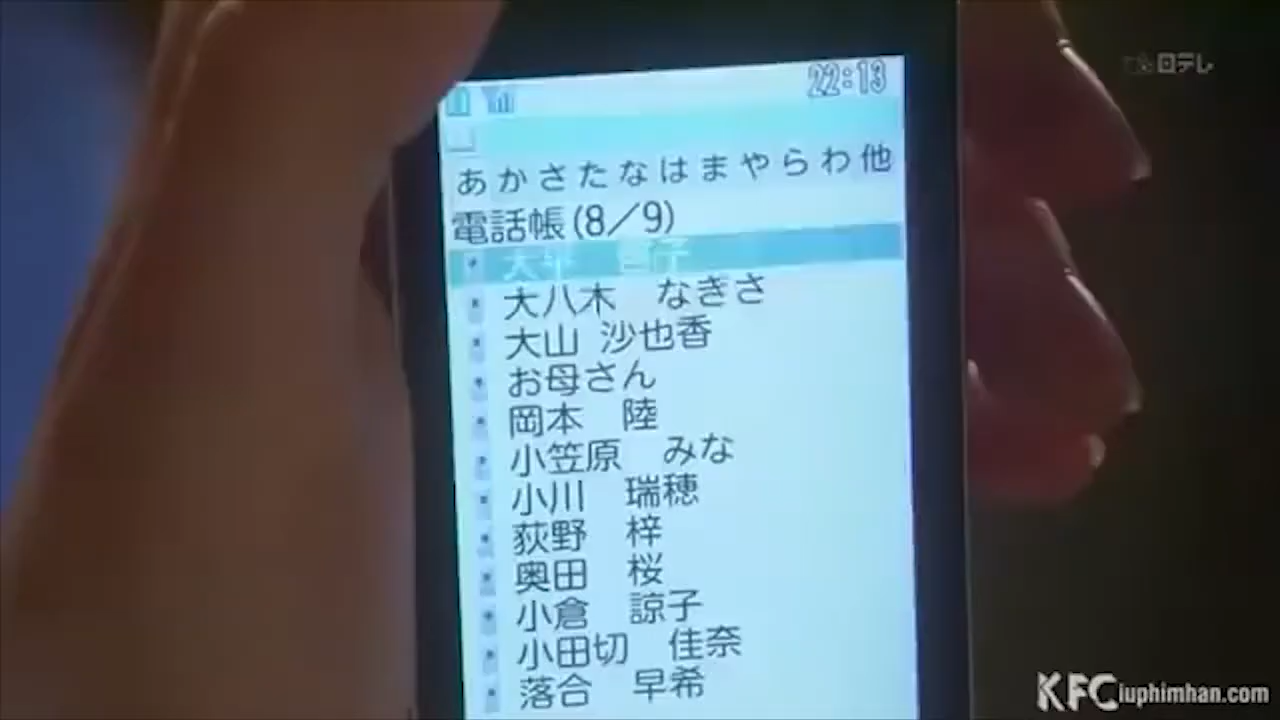 22:13
日テレ
あかさたなはまやらわ他
電話帳(8/9)
大八木 なぎさ
大山 沙也香
お母さん
岡本 陸
小笠原 みな
小川 瑞穂
荻野 梓
奥田 桜
小倉 諒子
小田切 佳奈
落合 早希
KFC iuphimhan.com